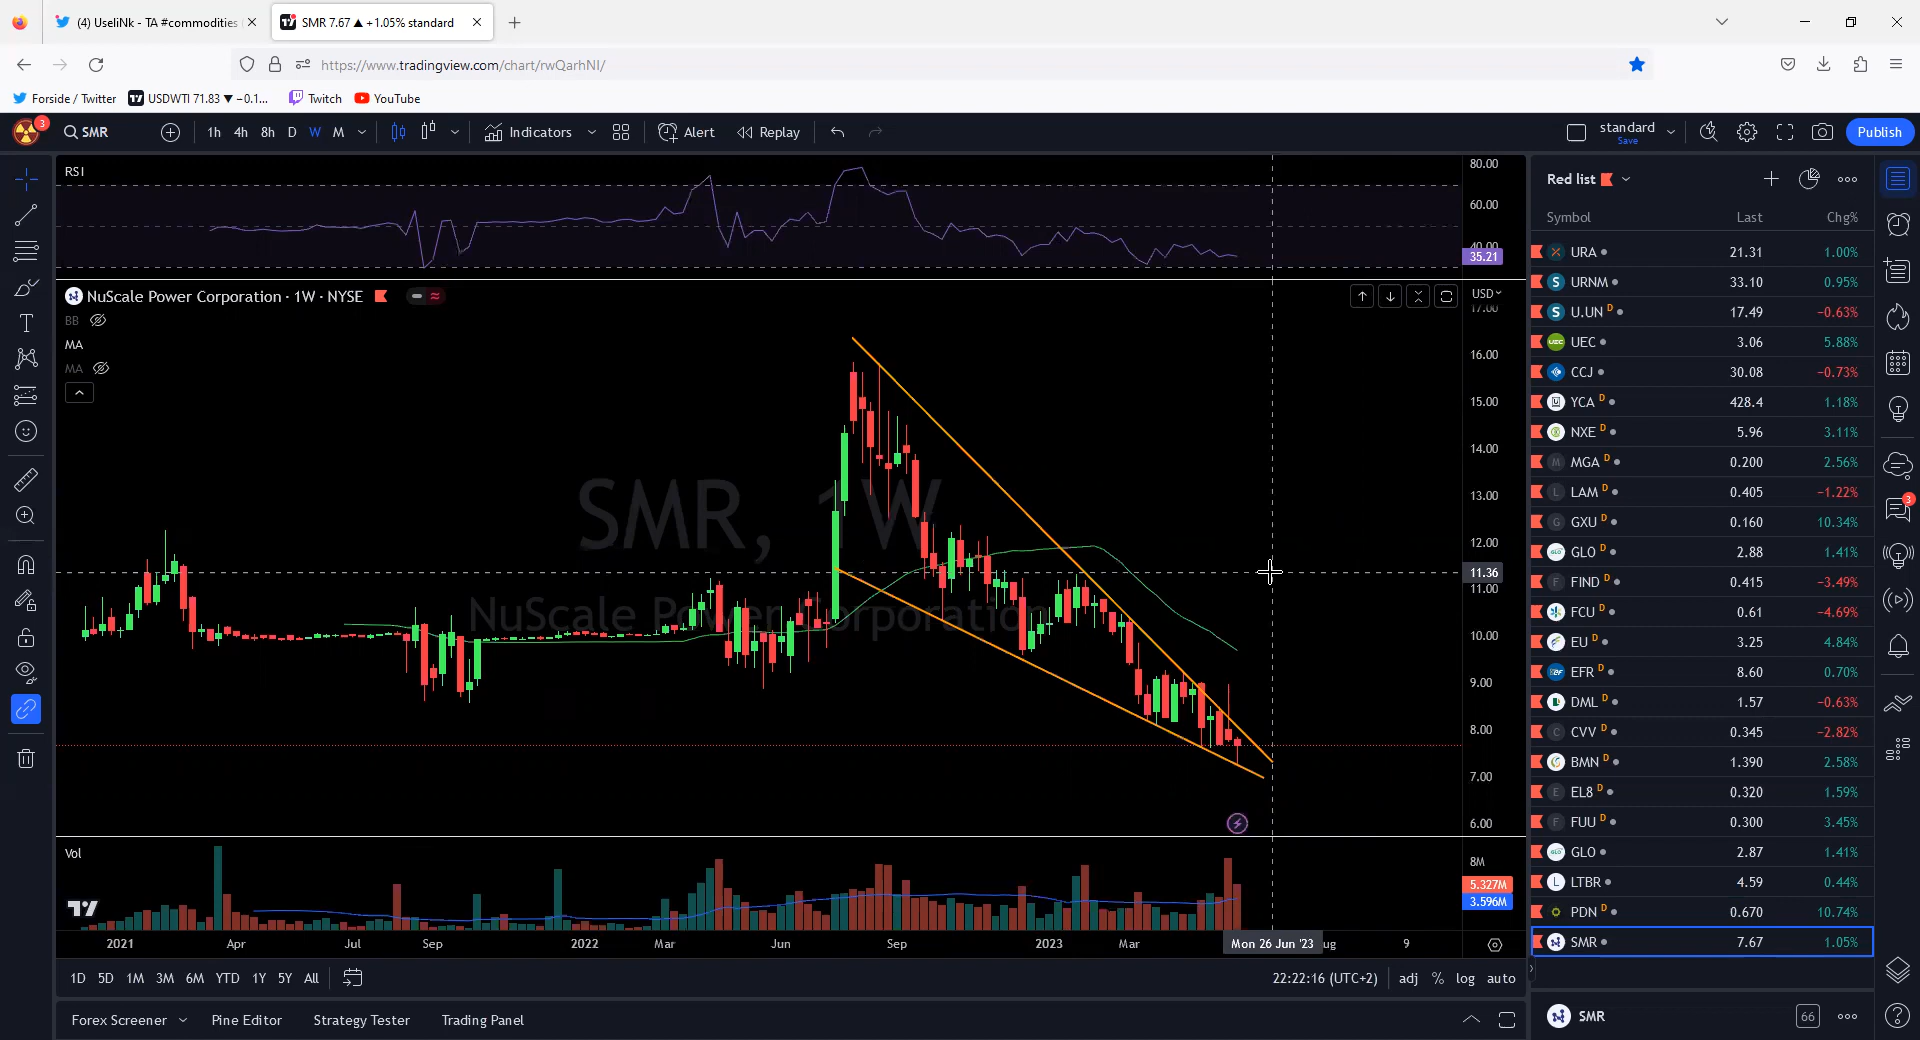 (4) UseliNk - TA #commodities
SMR 7.67 ▲ +1.05% standard
https://www.tradingview.com/chart/rwQarhNI/
Forside / Twitter
USDWTI 71.83 ▼ −0.1...
Twitch
YouTube
3
SMR
1h 4h 8h D W M
Indicators
Alert
Replay
standard
Save
Publish
RSI
80.00
60.00
40.00
35.21
NuScale Power Corporation · 1W · NYSE
BB
MA
MA
USD
17.00
16.00
15.00
14.00
13.00
12.00
11.36
11.00
10.00
9.00
8.00
7.00
6.00
SMR, 1W
NuScale Power Corporation
Vol
8M
5.327M
3.596M
2021 Apr Jul Sep 2022 Mar Jun Sep 2023 Mar Mon 26 Jun '23 ug 9
1D 5D 1M 3M 6M YTD 1Y 5Y All
22:22:16 (UTC+2) adj % log auto
Forex Screener Pine Editor Strategy Tester Trading Panel
Red list
Symbol Last Chg%
URA 21.31 1.00%
URNM 33.10 0.95%
U.UN D 17.49 −0.63%
UEC 3.06 5.88%
CCJ 30.08 −0.73%
YCA D 428.4 1.18%
NXE D 5.96 3.11%
MGA D 0.200 2.56%
LAM D 0.405 −1.22%
GXU D 0.160 10.34%
GLO D 2.88 1.41%
FIND D 0.415 −3.49%
FCU D 0.61 −4.69%
EU D 3.25 4.84%
EFR D 8.60 0.70%
DML D 1.57 −0.63%
CVV D 0.345 −2.82%
BMN D 1.390 2.58%
EL8 D 0.320 1.59%
FUU D 0.300 3.45%
GLO 2.87 1.41%
LTBR 4.59 0.44%
PDN D 0.670 10.74%
SMR 7.67 1.05%
SMR
66
3